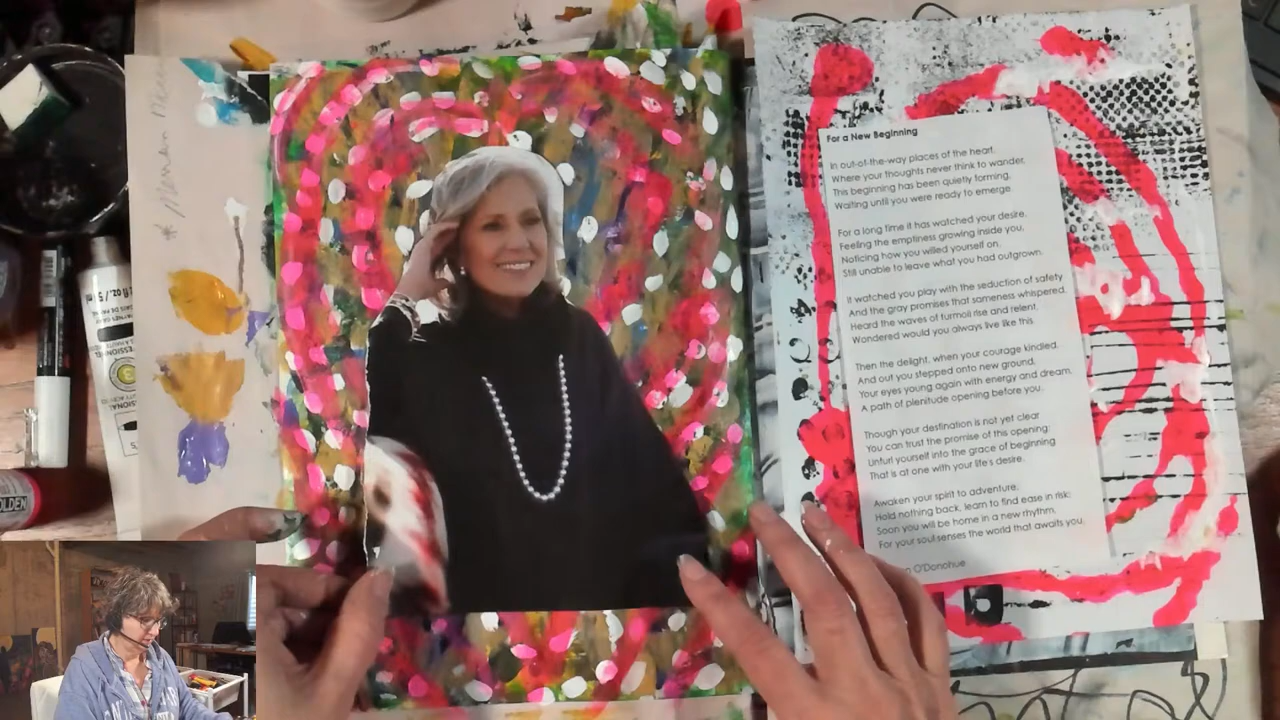 For a New Beginning
In out-of-the-way places of the heart,
Where your thoughts never think to wander,
This beginning has been quietly forming,
Waiting until you were ready to emerge.
For a long time it has watched your desire,
Feeling the emptiness growing inside you,
Noticing how you willed yourself on,
Still unable to leave what you had outgrown.
It watched you play with the seduction of safety
And the gray promises that sameness whispered,
Heard the waves of turmoil rise and relent,
Wondered would you always live like this
Then the delight, when your courage kindled,
And out you stepped onto new ground,
Your eyes young again with energy and dream,
A path of plenitude opening before you.
Though your destination is not yet clear
You can trust the promise of this opening;
Unfurl yourself into the grace of beginning
That is at one with your life's desire.
Awaken your spirit to adventure;
Hold nothing back, learn to find ease in risk;
Soon you will be home in a new rhythm,
For your soul senses the world that awaits you.
O'Donohue
OLDEN